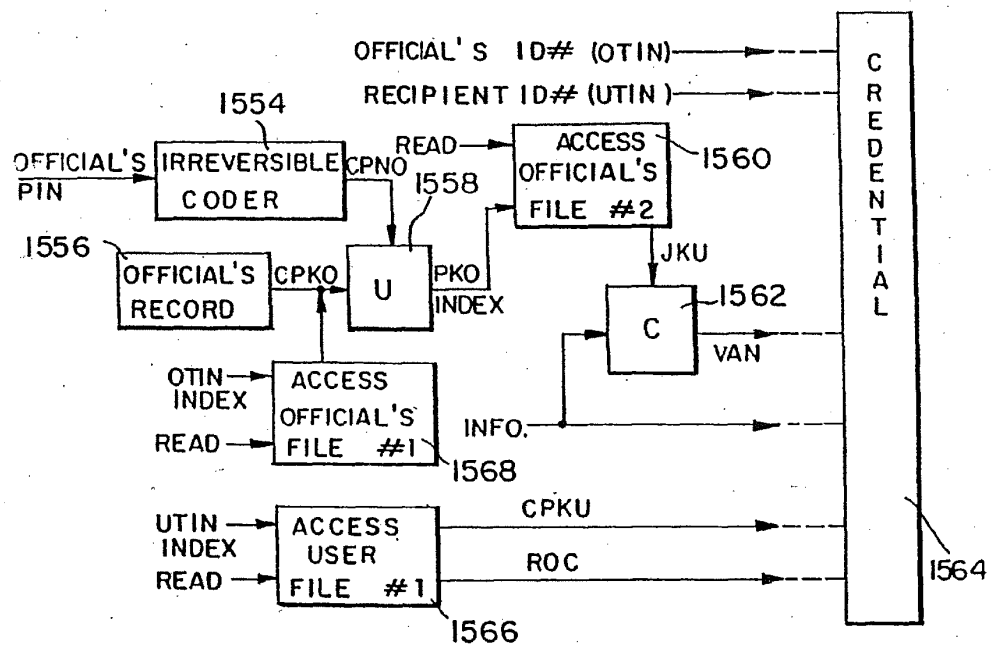 OFFICIAL'S ID# (OTIN)
RECIPIENT ID# (UTIN)
CREDENTIAL
1554
OFFICIAL'S
PIN
IRREVERSIBLE
CODER
CPNO
1558
READ
ACCESS
OFFICIAL'S
FILE #2
1560
1556
OFFICIAL'S
RECORD
CPKO
U
PKO
INDEX
JKU
C
1562
VAN
OTIN
INDEX
READ
ACCESS
OFFICIAL'S
FILE #1
1568
INFO.
UTIN
INDEX
READ
ACCESS
USER
FILE #1
1566
CPKU
ROC
1564